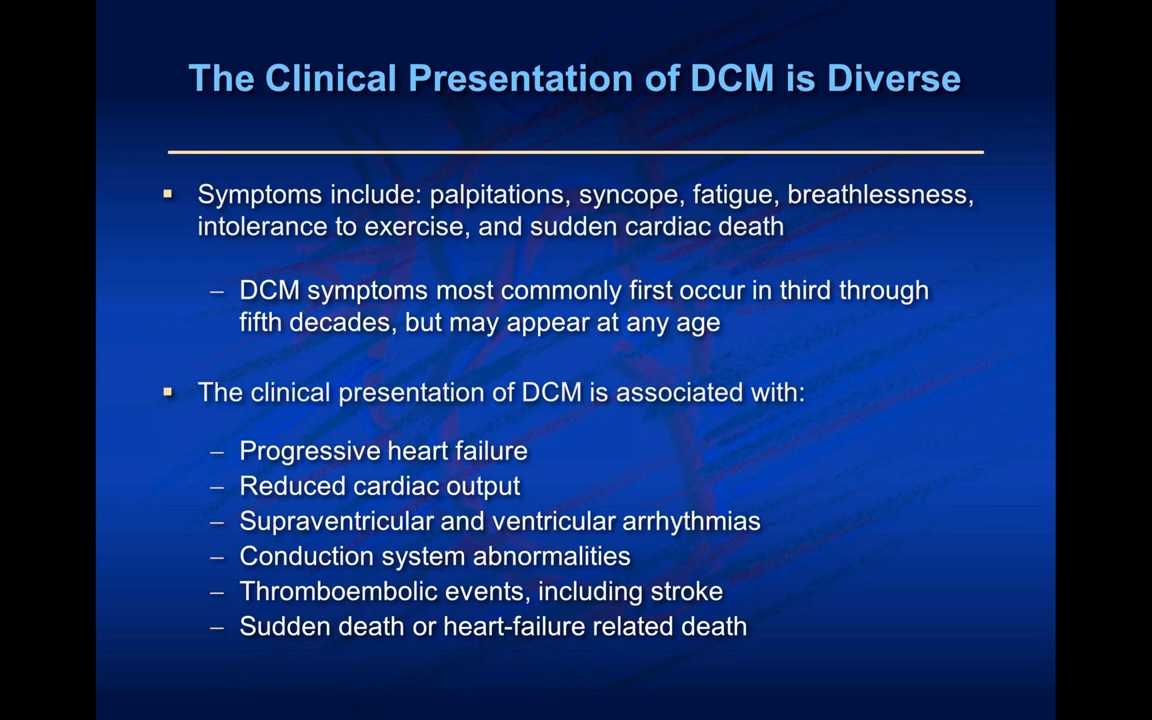 The Clinical Presentation of DCM is Diverse
▪ Symptoms include: palpitations, syncope, fatigue, breathlessness,
intolerance to exercise, and sudden cardiac death
– DCM symptoms most commonly first occur in third through
fifth decades, but may appear at any age
▪ The clinical presentation of DCM is associated with:
– Progressive heart failure
– Reduced cardiac output
– Supraventricular and ventricular arrhythmias
– Conduction system abnormalities
– Thromboembolic events, including stroke
– Sudden death or heart-failure related death